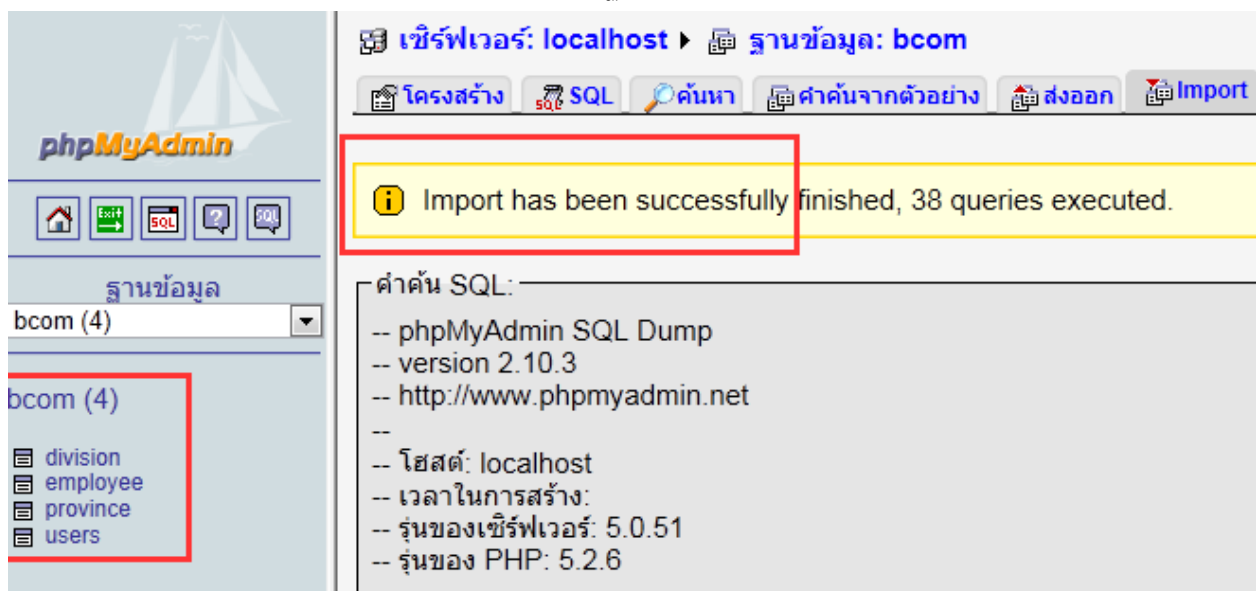 phpMyAdmin
Exit
SQL
SQL
ฐานข้อมูล
bcom (4)
bcom (4)
division
employee
province
users
เซิร์ฟเวอร์: localhost ▸ ฐานข้อมูล: bcom
โครงสร้าง SQL ค้นหา คำค้นจากตัวอย่าง ส่งออก Import
Import has been successfully finished, 38 queries executed.
คำค้น SQL:
-- phpMyAdmin SQL Dump
-- version 2.10.3
-- http://www.phpmyadmin.net
--
-- โฮสต์: localhost
-- เวลาในการสร้าง:
-- รุ่นของเซิร์ฟเวอร์: 5.0.51
-- รุ่นของ PHP: 5.2.6